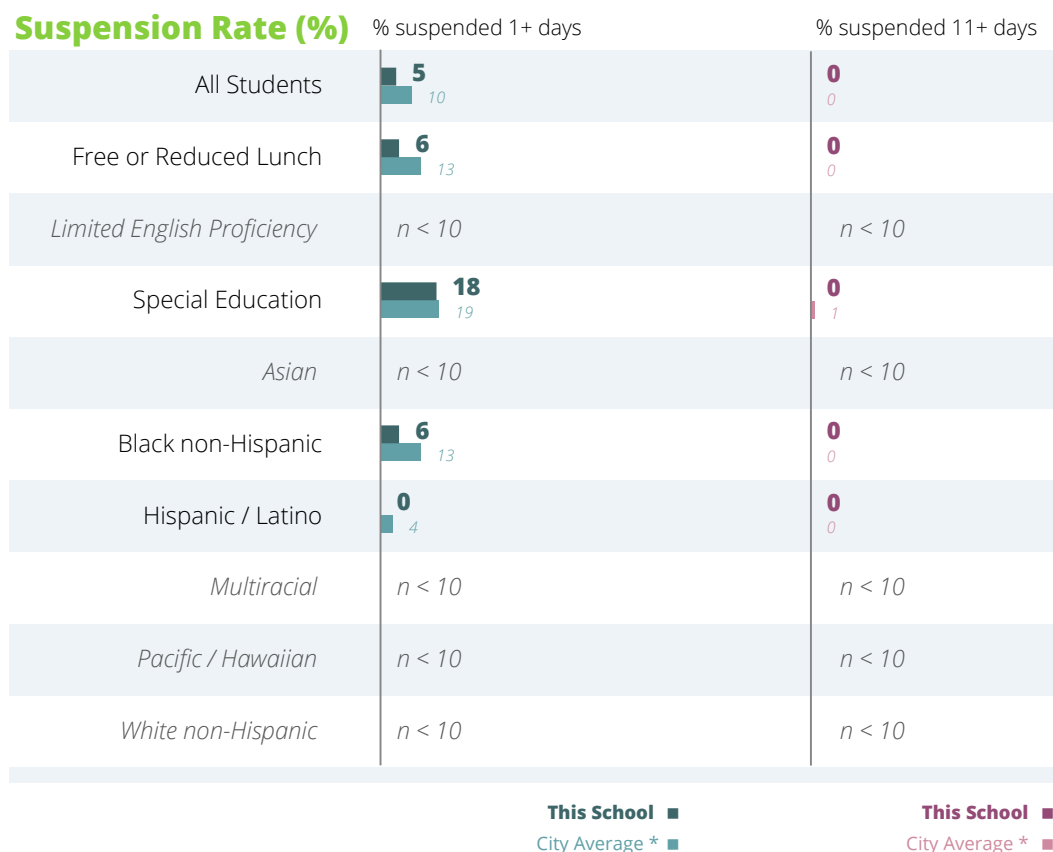 Suspension Rate (%) % suspended 1+ days % suspended 11+ days
All Students 5 0
10 0
Free or Reduced Lunch 6 0
13 0
Limited English Proficiency n < 10 n < 10
Special Education 18 0
19 1
Asian n < 10 n < 10
Black non-Hispanic 6 0
13 0
Hispanic / Latino 0 0
4 0
Multiracial n < 10 n < 10
Pacific / Hawaiian n < 10 n < 10
White non-Hispanic n < 10 n < 10
This School This School
City Average * City Average *